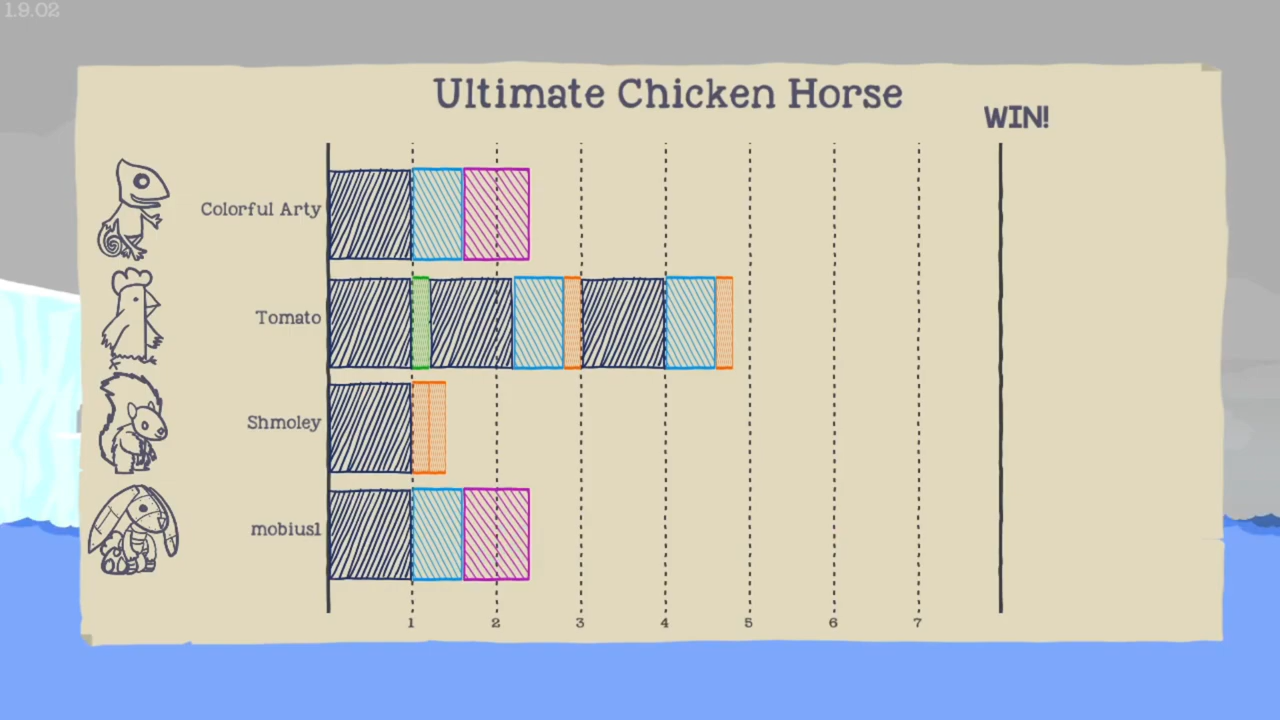 1.9.02
Ultimate Chicken Horse
WIN!
Colorful Arty
Tomato
Shmoley
mobius1
1 2 3 4 5 6 7